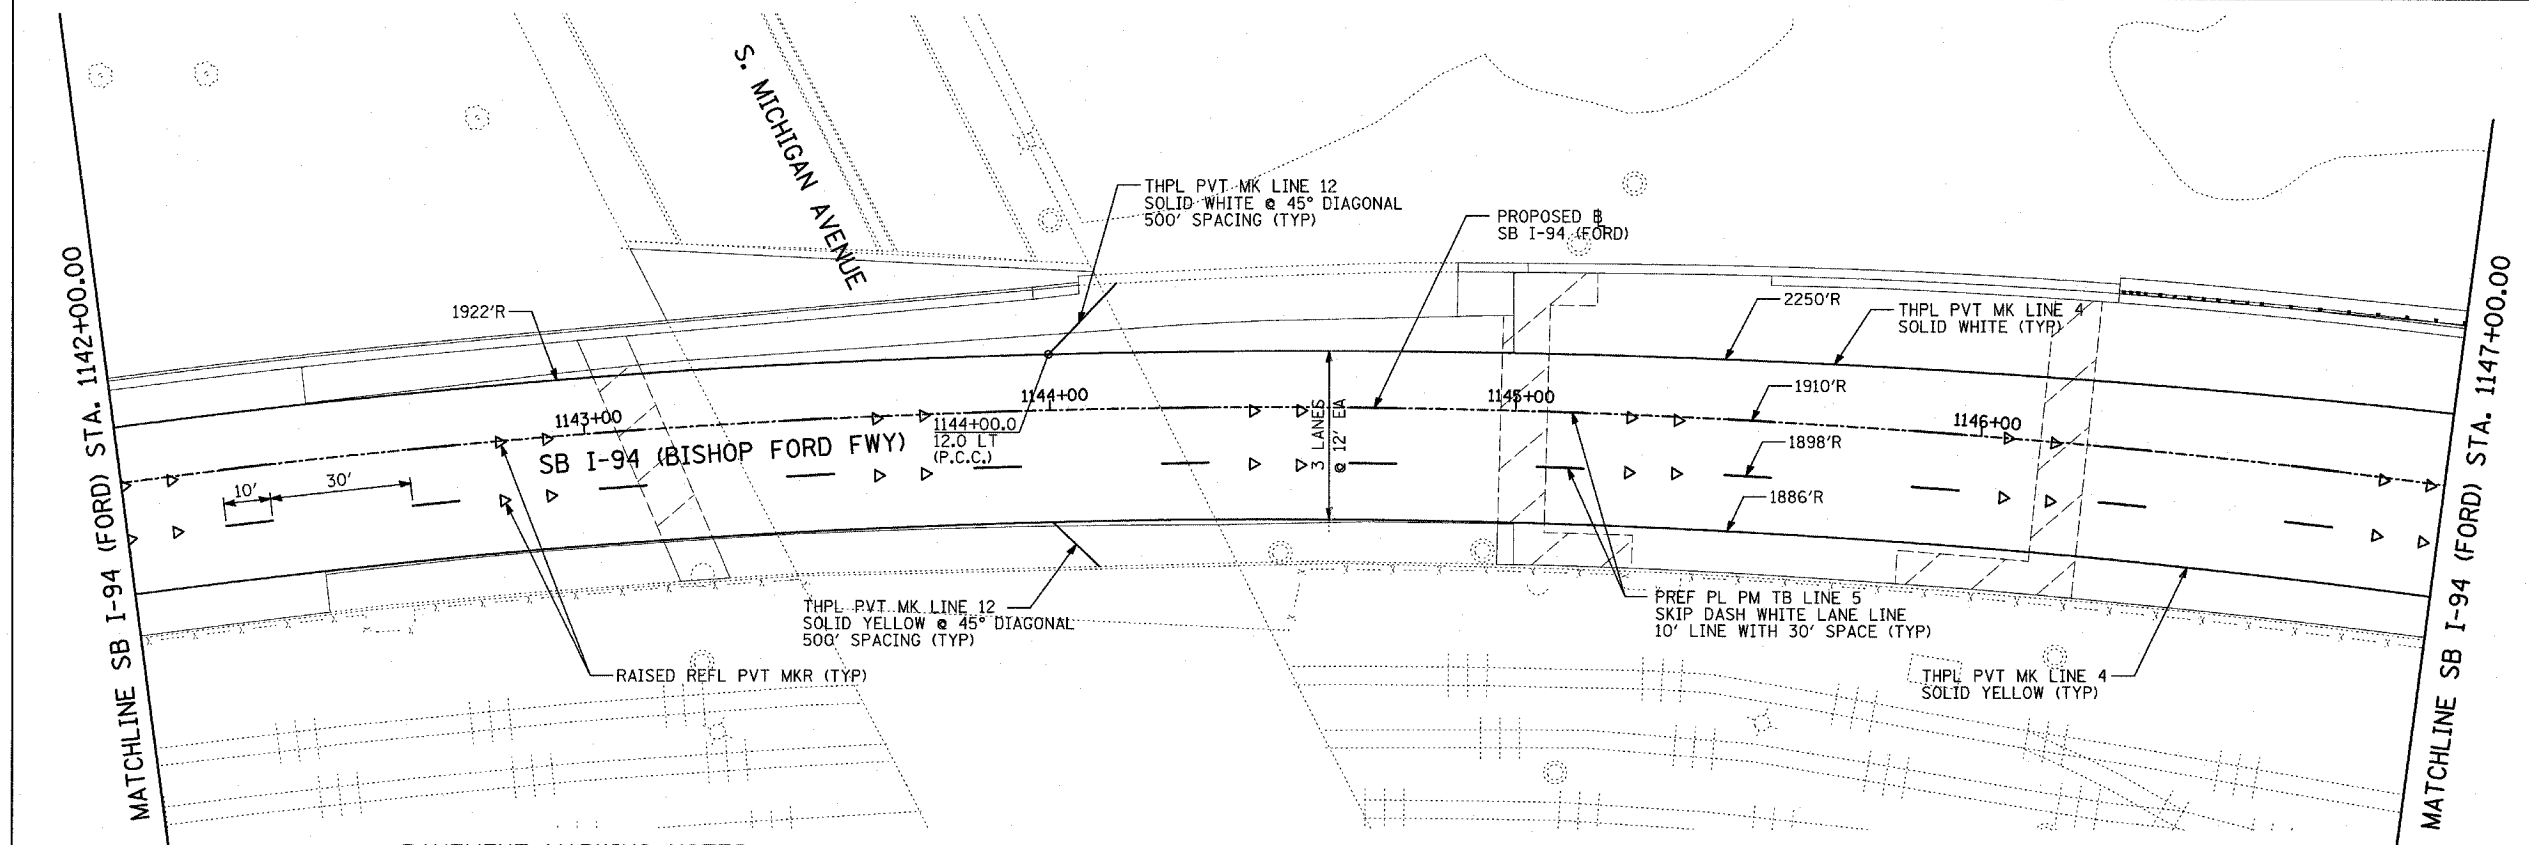 S. MICHIGAN AVENUE
THPL PVT MK LINE 12
SOLID WHITE @ 45° DIAGONAL
500' SPACING (TYP)
PROPOSED ⅊
SB I-94 (FORD)
MATCHLINE SB I-94 (FORD) STA. 1142+00.00
1922'R
2250'R
THPL PVT MK LINE 4
SOLID WHITE (TYP)
1143+00
1144+00
1145+00
1146+00
1910'R
1144+00.0
12.0 LT
(P.C.C.)
SB I-94 (BISHOP FORD FWY)
3 LANES
@ 12' EA
1898'R
10'
30'
1886'R
THPL PVT MK LINE 12
SOLID YELLOW @ 45° DIAGONAL
500' SPACING (TYP)
PREF PL PM TB LINE 5
SKIP DASH WHITE LANE LINE
10' LINE WITH 30' SPACE (TYP)
RAISED REFL PVT MKR (TYP)
THPL PVT MK LINE 4
SOLID YELLOW (TYP)
MATCHLINE SB I-94 (FORD) STA. 1147+00.00